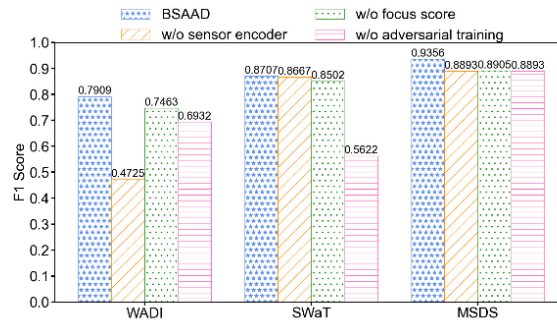 BSAAD
w/o focus score
w/o sensor encoder
w/o adversarial training
F1 Score
1.0
0.9
0.8
0.7
0.6
0.5
0.4
0.3
0.2
0.1
0.0
0.7909
0.4725
0.7463
0.6932
0.8707
0.8667
0.8502
0.5622
0.9356
0.8893
0.8905
0.8893
WADI
SWaT
MSDS